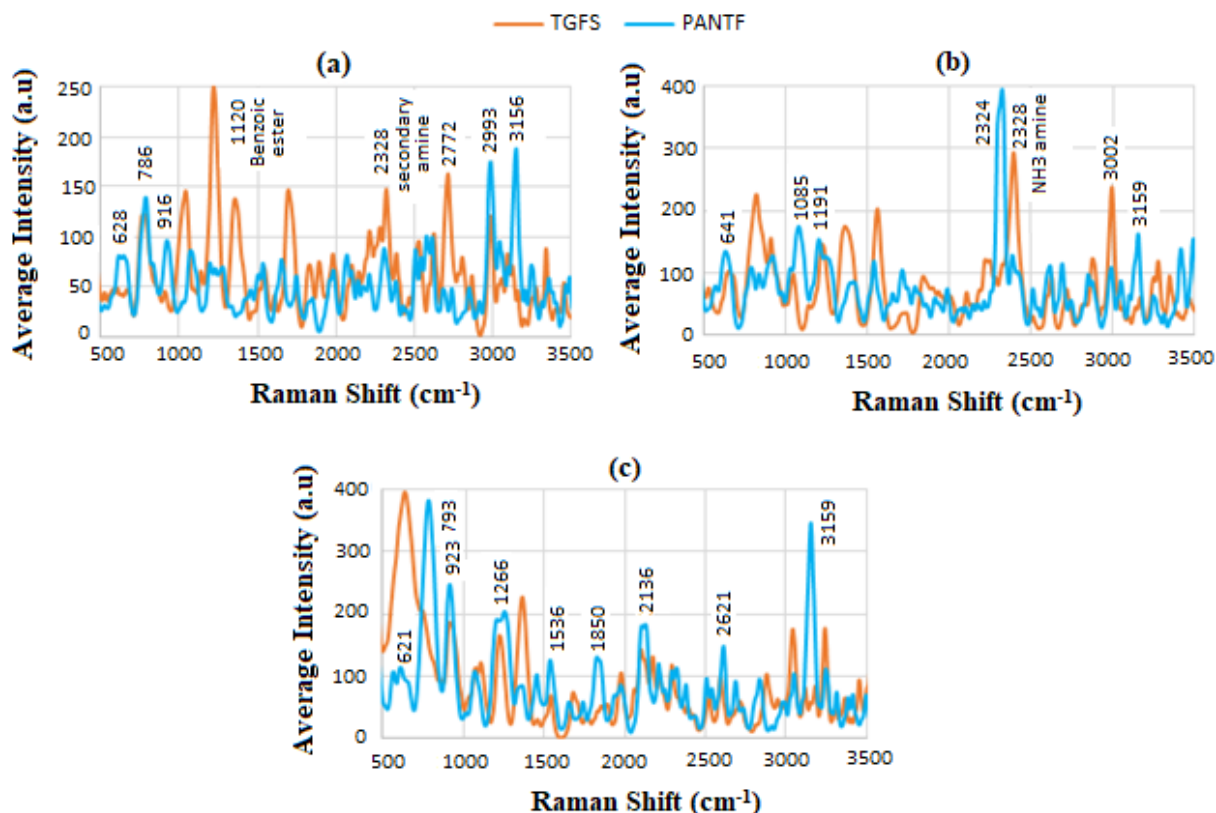 TGFS PANTF
(a)
Average Intensity (a.u)
250
200
150
100
50
0
628
786
916
1120
Benzoic
ester
2328
secondary
amine
2772
2993
3156
500 1000 1500 2000 2500 3000 3500
Raman Shift (cm-1)
(b)
Average Intensity (a.u)
400
300
200
100
0
641
1085
1191
2324
2328
NH3 amine
3002
3159
500 1000 1500 2000 2500 3000 3500
Raman Shift (cm-1)
(c)
Average Intensity (a.u)
400
300
200
100
0
621
923 793
1266
1536
1850
2136
2621
3159
500 1000 1500 2000 2500 3000 3500
Raman Shift (cm-1)